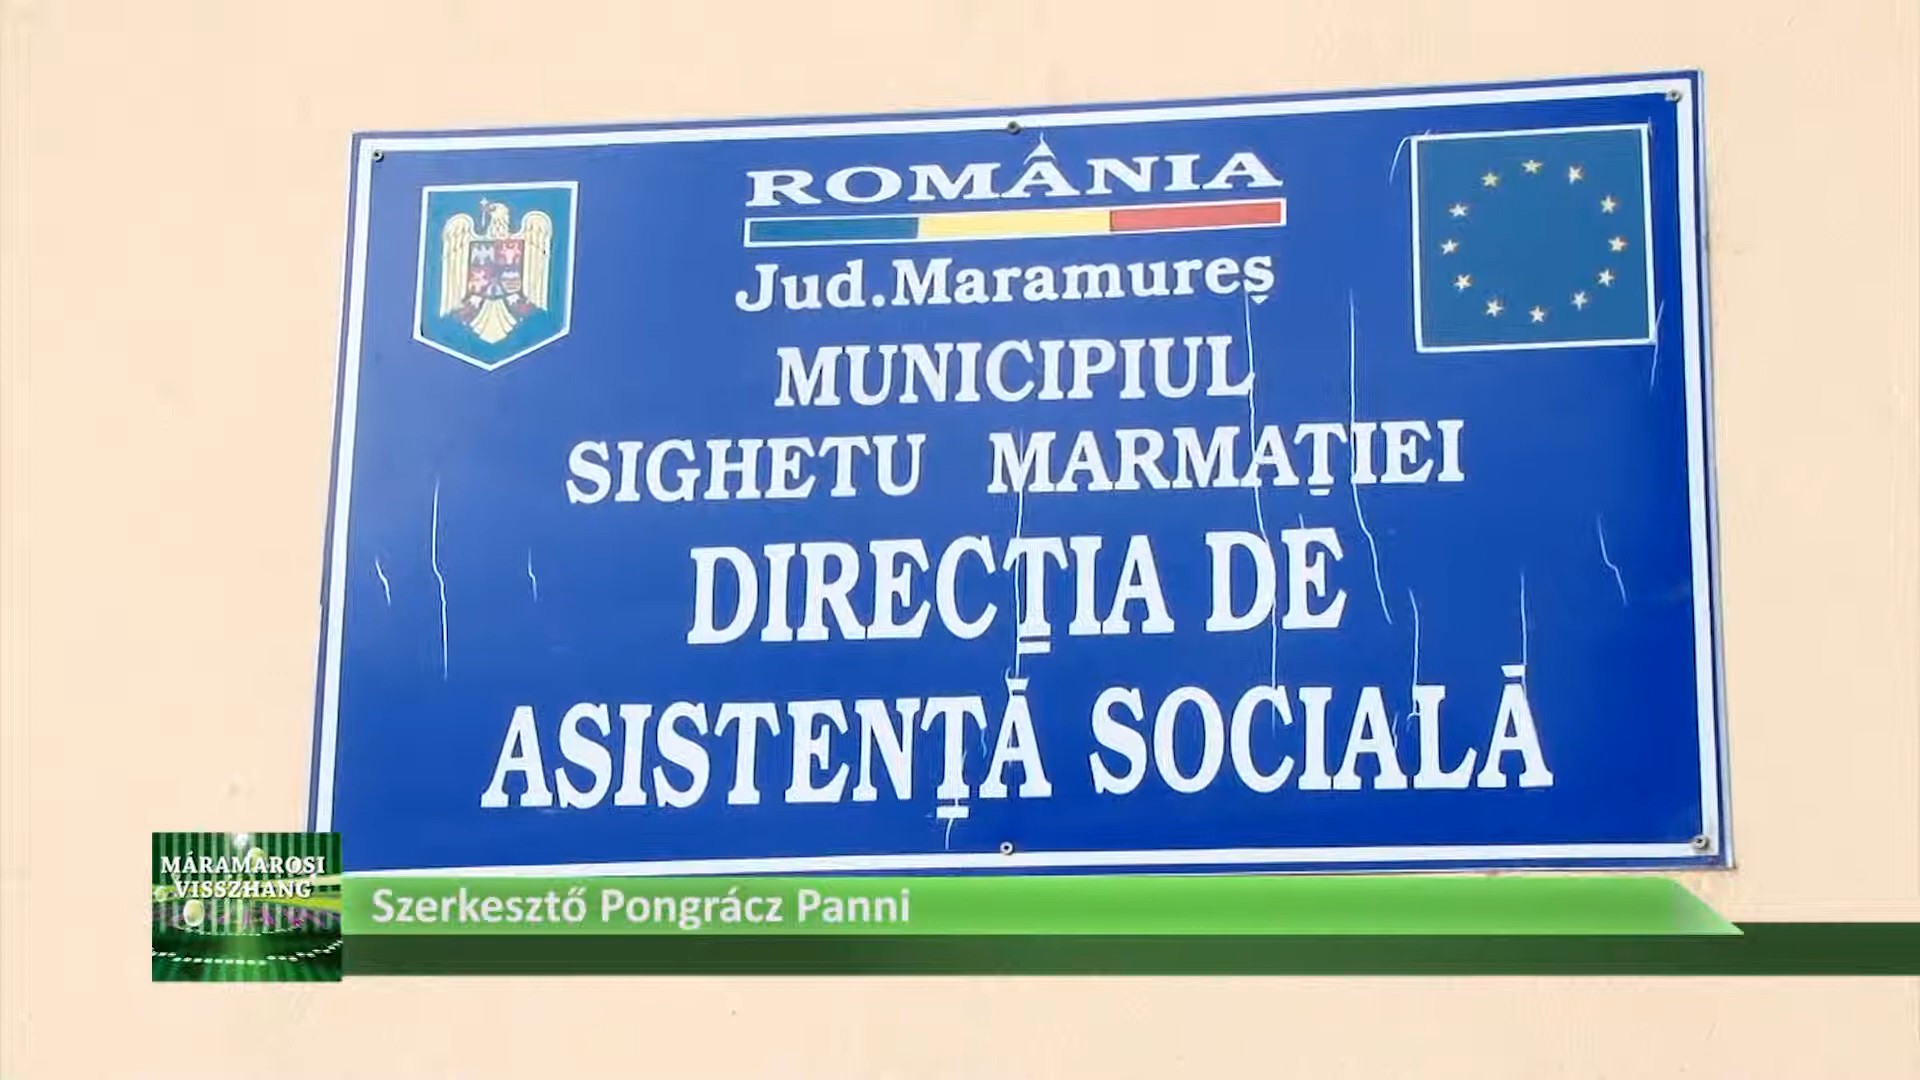 ROMÂNIA
Jud.Maramureș
MUNICIPIUL
SIGHETU MARMAȚIEI
DIRECȚIA DE
ASISTENȚĂ SOCIALĂ
MÁRAMAROSI
VISSZHANG
Szerkesztő Pongrácz Panni